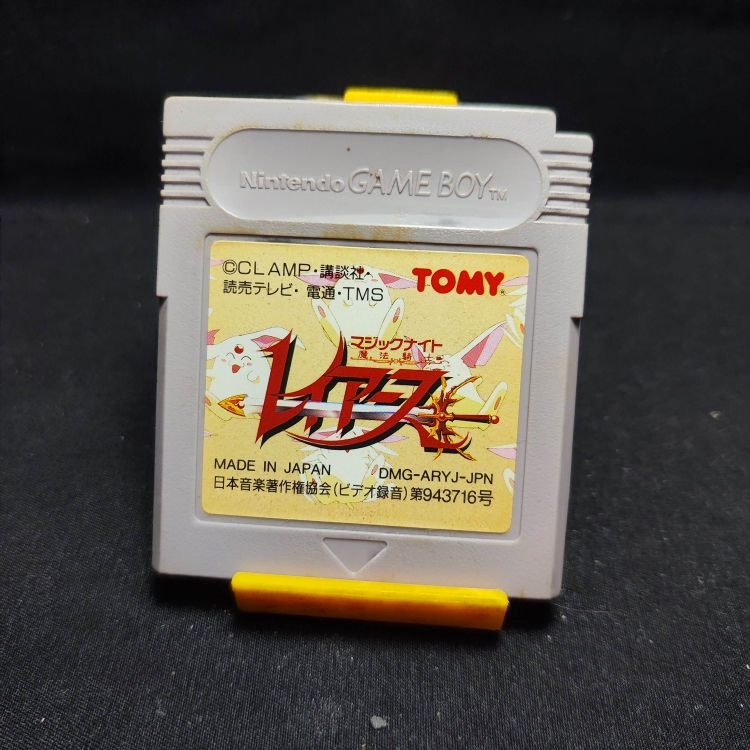 Nintendo GAME BOY™
©CLAMP・講談社・
読売テレビ・電通・TMS
TOMY®
マジックナイト
魔法騎士
レイアース
MADE IN JAPAN
DMG-ARYJ-JPN
日本音楽著作権協会(ビデオ録音)第943716号